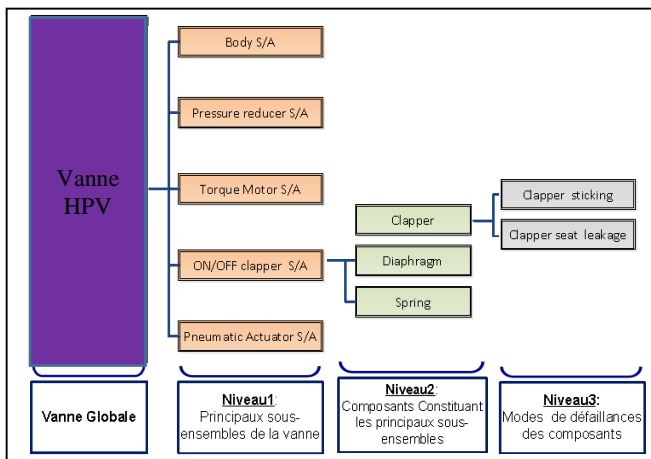 Vanne
HPV
Body S/A
Pressure reducer S/A
Torque Motor S/A
ON/OFF clapper S/A
Pneumatic Actuator S/A
Clapper
Diaphragm
Spring
Clapper sticking
Clapper seat leakage
Vanne Globale
Niveau1:
Principaux sous-
ensembles de la vanne
Niveau2:
Composants Constituant
les principaux sous-
ensembles
Niveau3:
Modes de défaillances
des composants